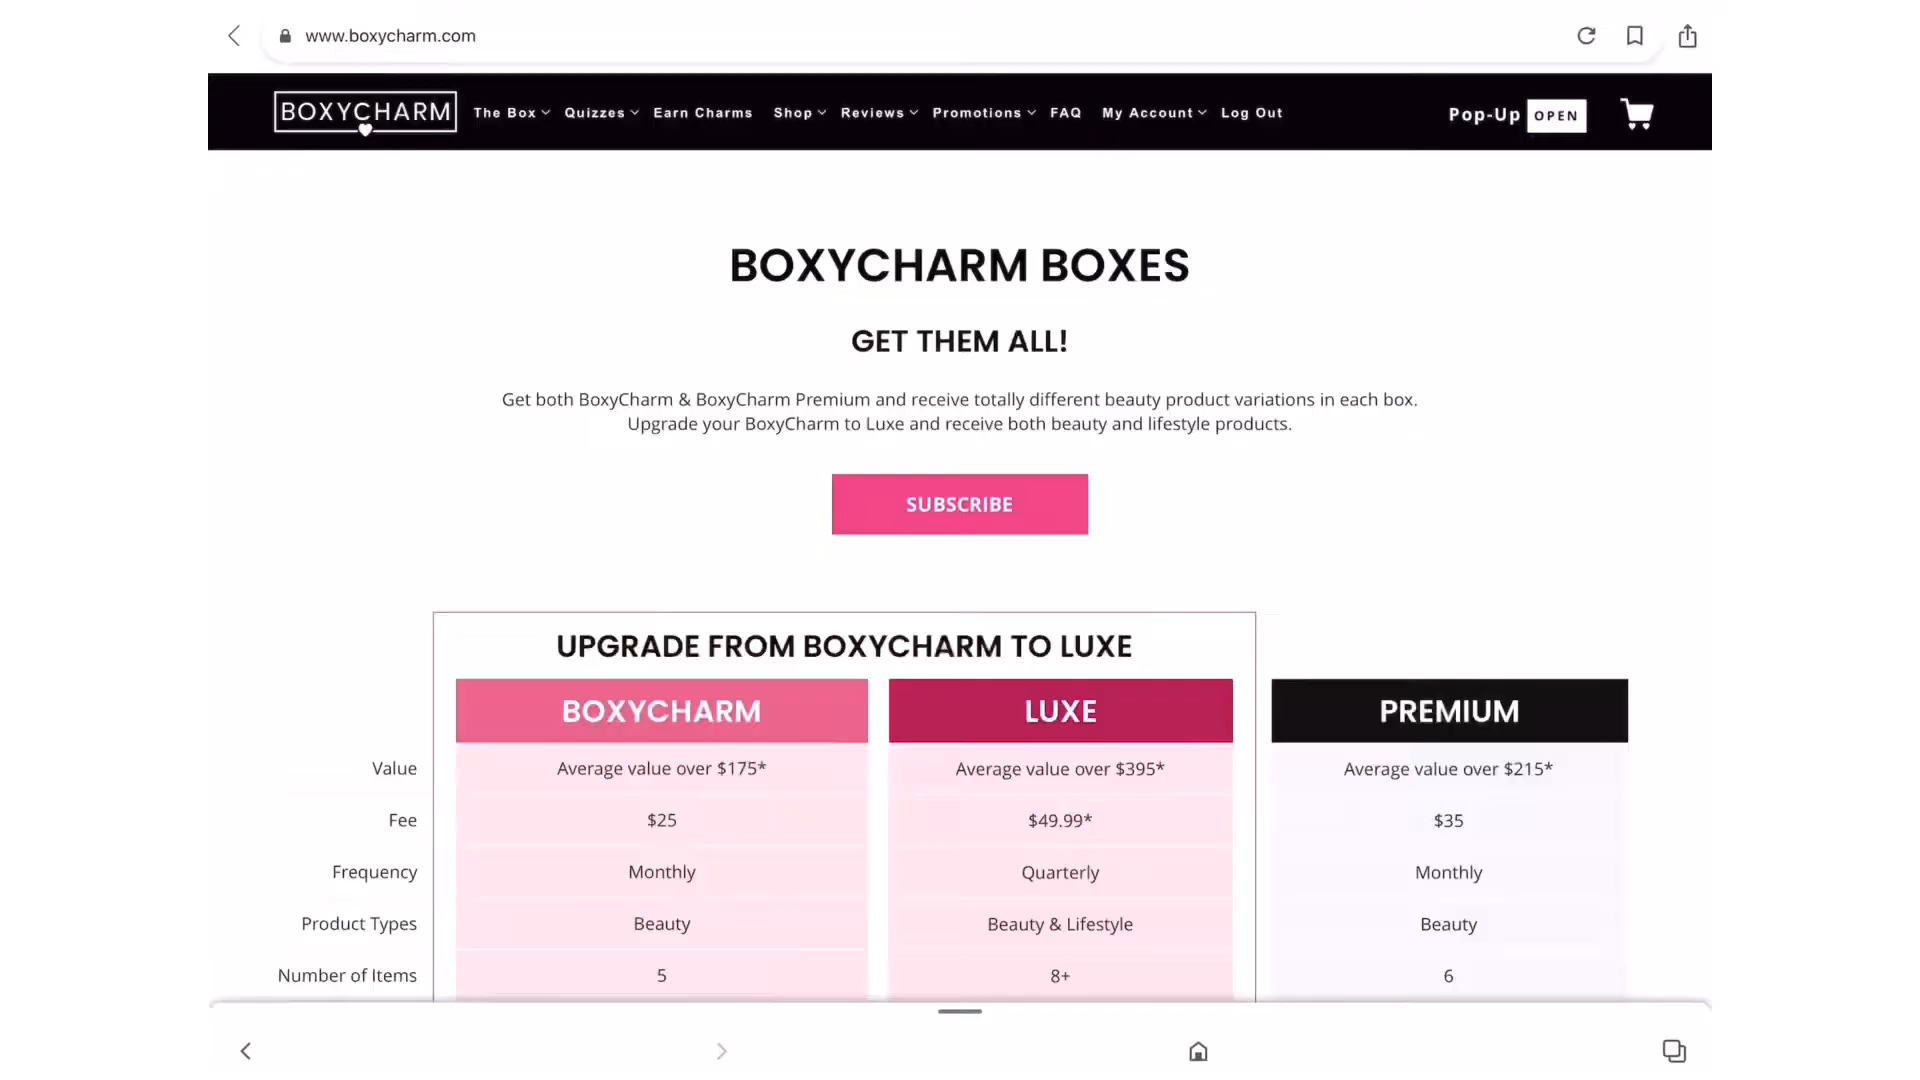 www.boxycharm.com
BOXYCHARM The Box Quizzes Earn Charms Shop Reviews Promotions FAQ My Account Log Out Pop-Up OPEN
BOXYCHARM BOXES
GET THEM ALL!
Get both BoxyCharm & BoxyCharm Premium and receive totally different beauty product variations in each box.
Upgrade your BoxyCharm to Luxe and receive both beauty and lifestyle products.
SUBSCRIBE
UPGRADE FROM BOXYCHARM TO LUXE
BOXYCHARM LUXE PREMIUM
Value Average value over $175* Average value over $395* Average value over $215*
Fee $25 $49.99* $35
Frequency Monthly Quarterly Monthly
Product Types Beauty Beauty & Lifestyle Beauty
Number of Items 5 8+ 6